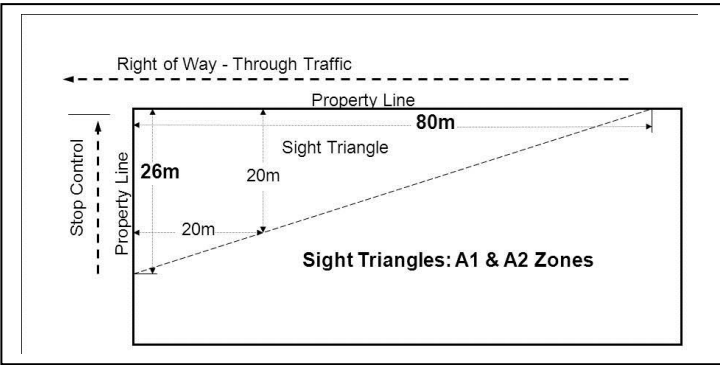 Right of Way - Through Traffic
Property Line
80m
Sight Triangle
Stop Control
Property Line
26m
20m
20m
Sight Triangles: A1 & A2 Zones